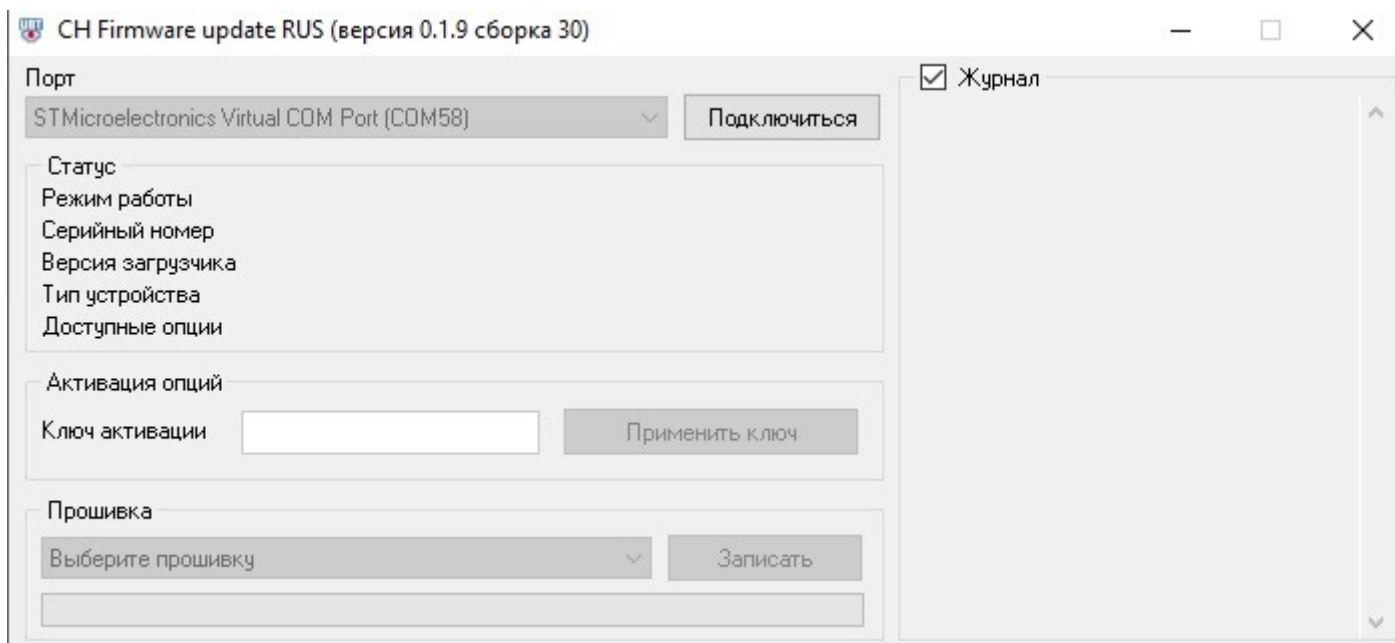 CH Firmware update RUS (версия 0.1.9 сборка 30)
Порт
STMicroelectronics Virtual COM Port (COM58)
Подключиться
Статус
Режим работы
Серийный номер
Версия загрузчика
Тип устройства
Доступные опции
Активация опций
Ключ активации
Применить ключ
Прошивка
Выберите прошивку
Записать
Журнал